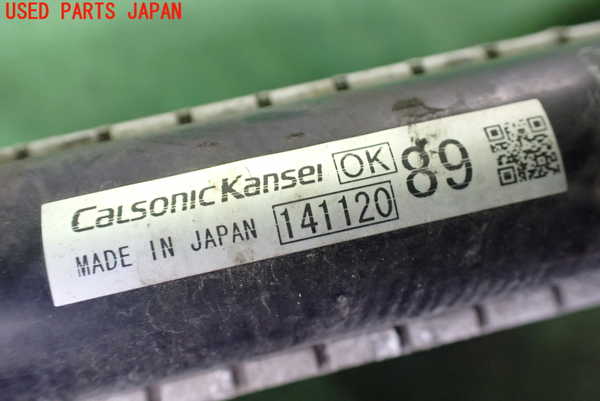 USED PARTS JAPAN
CalsonicKansei OK 89
MADE IN JAPAN 141120